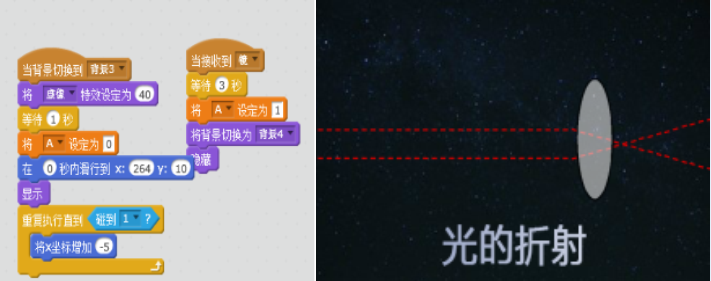 当背景切换到 背景3
将 虚像 特效设定为 40
等待 1 秒
将 A 设定为 0
在 0 秒内滑行到 x: 264 y: 10
显示
重复执行直到 碰到 1 ?
将x坐标增加 -5
当接收到
等待 3 秒
将 A 设定为 1
将背景切换为 背景4
隐藏
光的折射